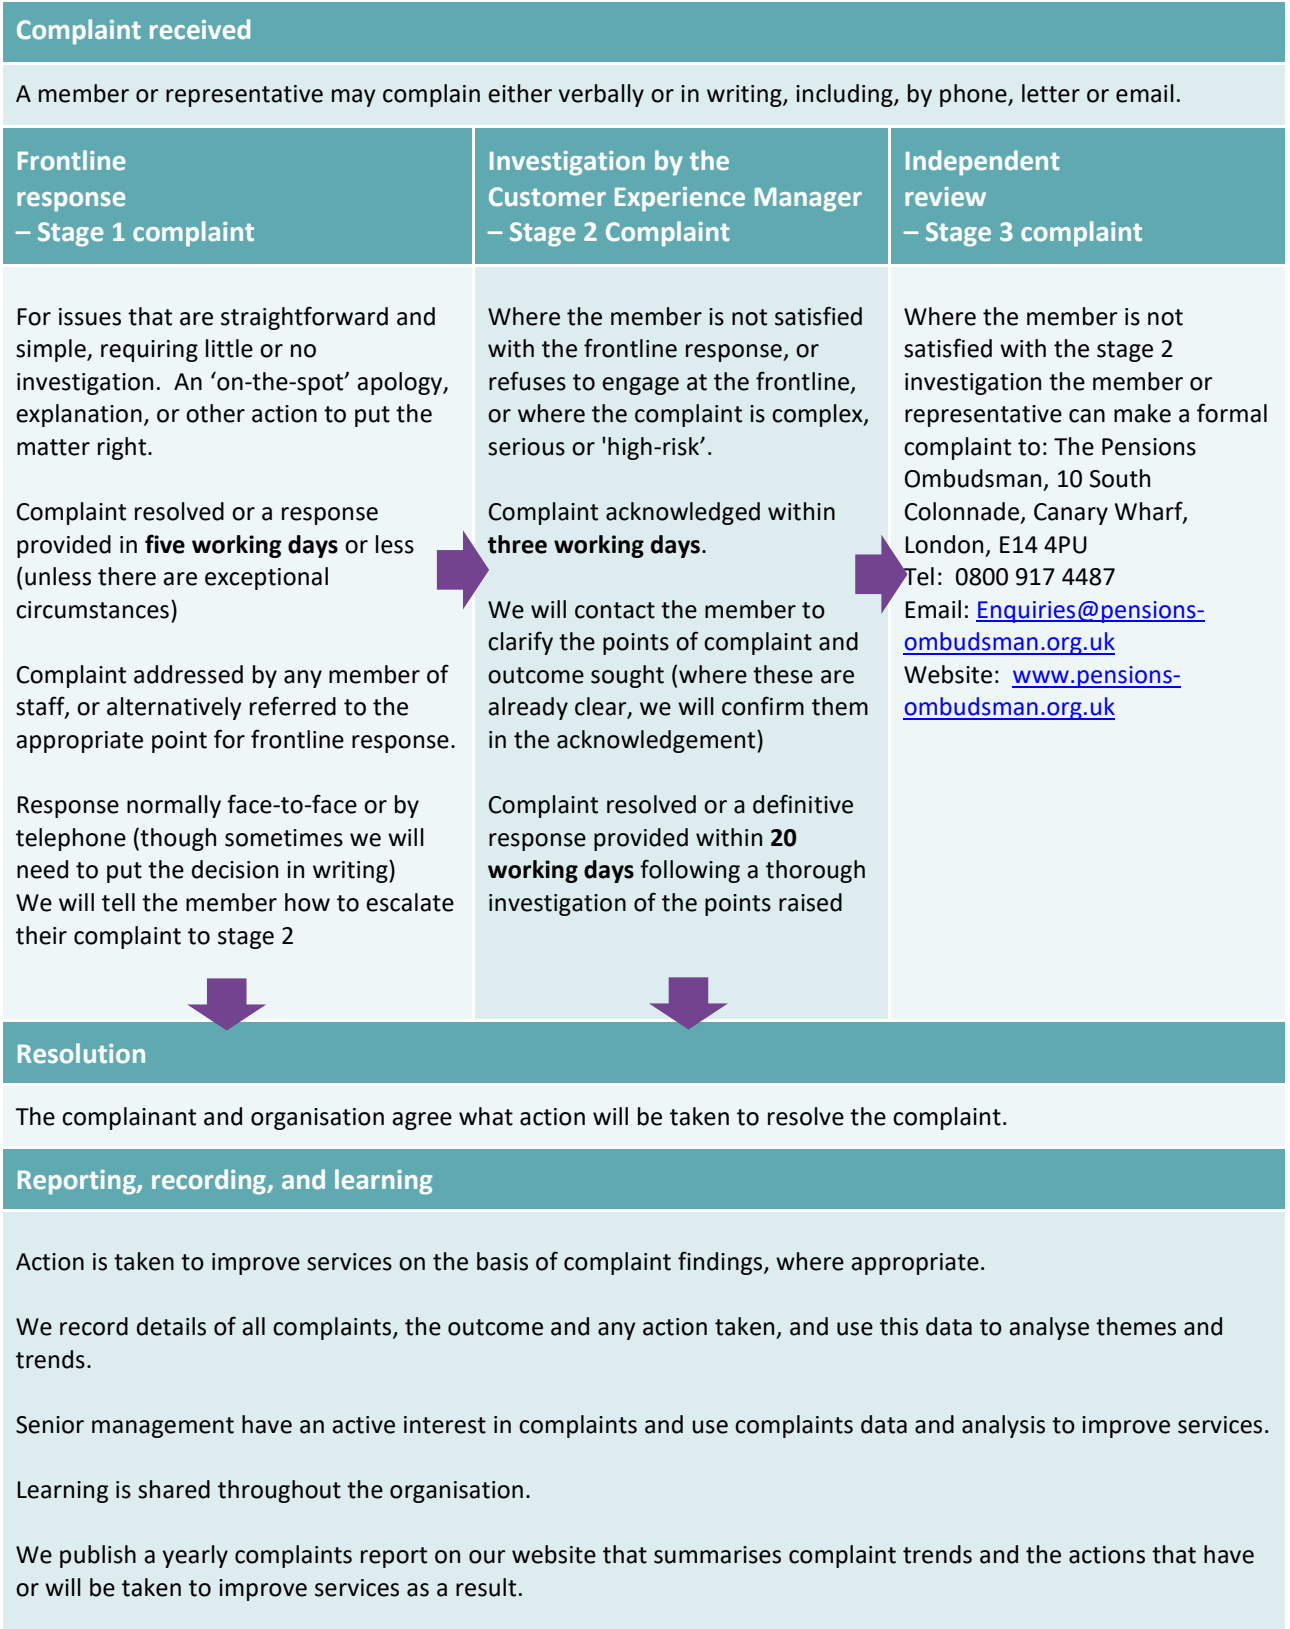 Complaint received
A member or representative may complain either verbally or in writing, including, by phone, letter or email.
Frontline
response
– Stage 1 complaint
Investigation by the
Customer Experience Manager
– Stage 2 Complaint
Independent
review
– Stage 3 complaint
For issues that are straightforward and
simple, requiring little or no
investigation.  An ‘on-the-spot’ apology,
explanation, or other action to put the
matter right.
Complaint resolved or a response
provided in five working days or less
(unless there are exceptional
circumstances)
Complaint addressed by any member of
staff, or alternatively referred to the
appropriate point for frontline response.
Response normally face-to-face or by
telephone (though sometimes we will
need to put the decision in writing)
We will tell the member how to escalate
their complaint to stage 2
Where the member is not satisfied
with the frontline response, or
refuses to engage at the frontline,
or where the complaint is complex,
serious or 'high-risk’.
Complaint acknowledged within
three working days.
We will contact the member to
clarify the points of complaint and
outcome sought (where these are
already clear, we will confirm them
in the acknowledgement)
Complaint resolved or a definitive
response provided within 20
working days following a thorough
investigation of the points raised
Where the member is not
satisfied with the stage 2
investigation the member or
representative can make a formal
complaint to: The Pensions
Ombudsman, 10 South
Colonnade, Canary Wharf,
London, E14 4PU
Tel:  0800 917 4487
Email: Enquiries@pensions-
ombudsman.org.uk
Website:  www.pensions-
ombudsman.org.uk
Resolution
The complainant and organisation agree what action will be taken to resolve the complaint.
Reporting, recording, and learning
Action is taken to improve services on the basis of complaint findings, where appropriate.
We record details of all complaints, the outcome and any action taken, and use this data to analyse themes and
trends.
Senior management have an active interest in complaints and use complaints data and analysis to improve services.
Learning is shared throughout the organisation.
We publish a yearly complaints report on our website that summarises complaint trends and the actions that have
or will be taken to improve services as a result.